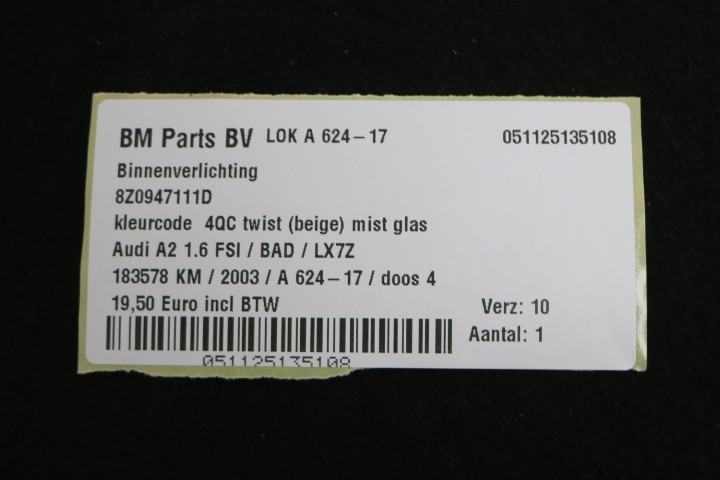 BM Parts BV LOK A 624-17 051125135108
Binnenverlichting
8Z0947111D
kleurcode 4QC twist (beige) mist glas
Audi A2 1.6 FSI / BAD / LX7Z
183578 KM / 2003 / A 624-17 / doos 4
19,50 Euro incl BTW Verz: 10
Aantal: 1
051125135108